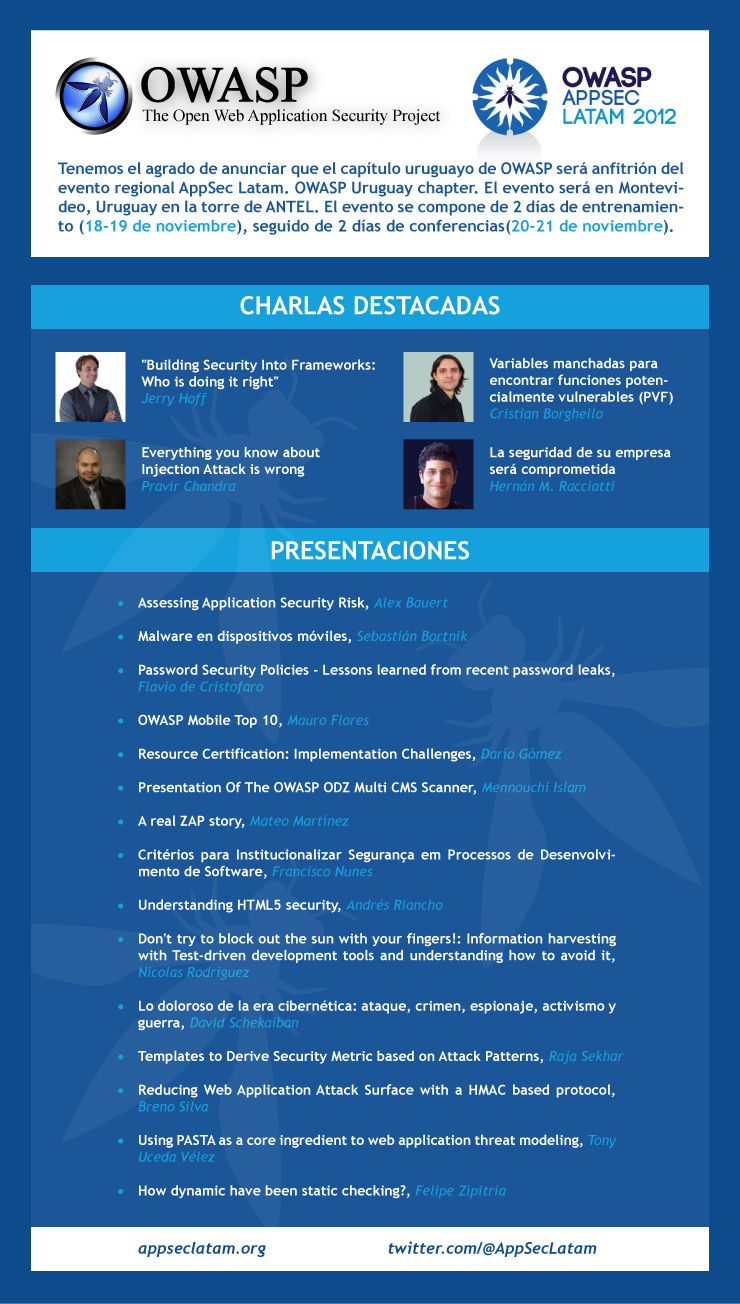 OWASP
The Open Web Application Security Project
OWASP
APPSEC
LATAM 2012
Tenemos el agrado de anunciar que el capítulo uruguayo de OWASP será anfitrión del
evento regional AppSec Latam. OWASP Uruguay chapter. El evento será en Montevi-
deo, Uruguay en la torre de ANTEL. El evento se compone de 2 días de entrenamien-
to (18-19 de noviembre), seguido de 2 días de conferencias(20-21 de noviembre).
CHARLAS DESTACADAS
"Building Security Into Frameworks:
Who is doing it right"
Jerry Hoff
Variables manchadas para
encontrar funciones poten-
cialmente vulnerables (PVF)
Cristian Borghello
Everything you know about
Injection Attack is wrong
Pravir Chandra
La seguridad de su empresa
será comprometida
Hernán M. Racciatti
PRESENTACIONES
• Assessing Application Security Risk, Alex Bauert
• Malware en dispositivos móviles, Sebastián Bortnik
• Password Security Policies - Lessons learned from recent password leaks,
Flavio de Cristofaro
• OWASP Mobile Top 10, Mauro Flores
• Resource Certification: Implementation Challenges, Darío Gómez
• Presentation Of The OWASP ODZ Multi CMS Scanner, Mennouchi Islam
• A real ZAP story, Mateo Martínez
• Critérios para Institucionalizar Segurança em Processos de Desenvolvi-
mento de Software, Francisco Nunes
• Understanding HTML5 security, Andrés Riancho
• Don't try to block out the sun with your fingers!: Information harvesting
with Test-driven development tools and understanding how to avoid it,
Nicolas Rodriguez
• Lo doloroso de la era cibernética: ataque, crimen, espionaje, activismo y
guerra, David Schekaiban
• Templates to Derive Security Metric based on Attack Patterns, Raja Sekhar
• Reducing Web Application Attack Surface with a HMAC based protocol,
Breno Silva
• Using PASTA as a core ingredient to web application threat modeling, Tony
Uceda Vélez
• How dynamic have been static checking?, Felipe Zipitria
appseclatam.org
twitter.com/@AppSecLatam